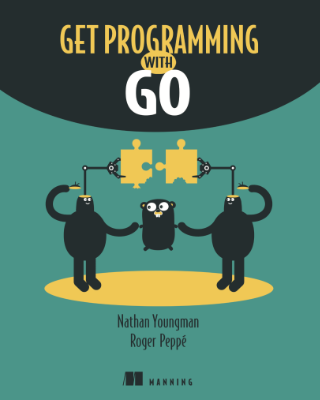 GET PROGRAMMING
WITH
GO
Nathan Youngman
Roger Peppé
MANNING